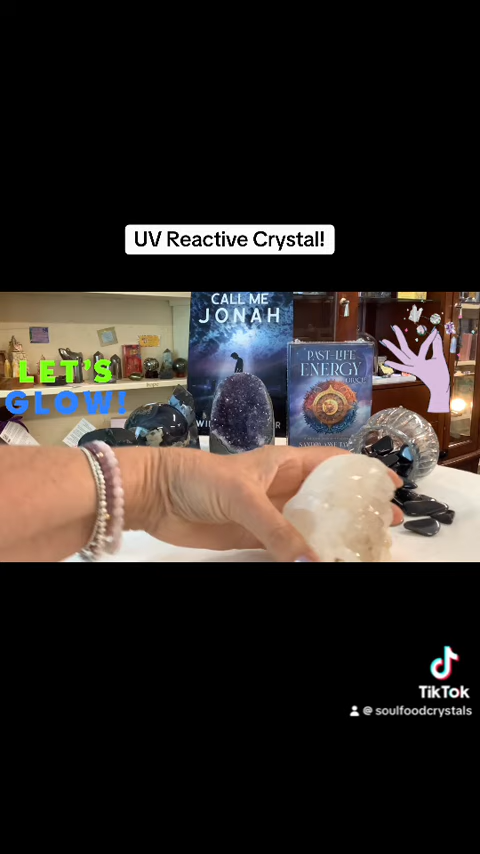 UV Reactive Crystal!
CALL ME
JONAH
PAST-LIFE
ENERGY
LET'S
GLOW!
TikTok
@ soulfoodcrystals